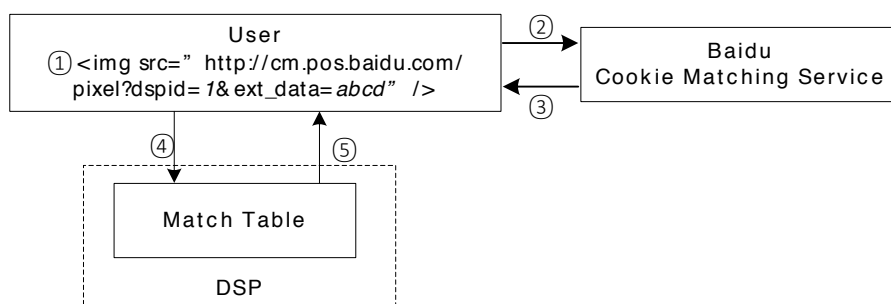 User
① <img src=” http://cm.pos.baidu.com/
pixel?dspid=1&ext_data=abcd” />
②
Baidu
Cookie Matching Service
③
④
⑤
Match Table
DSP